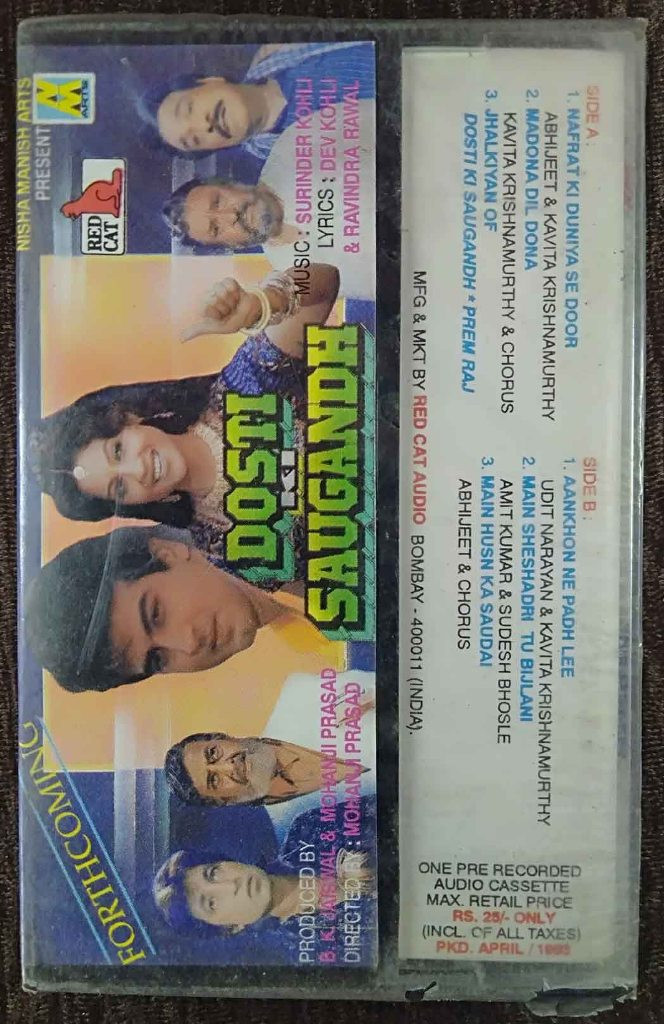 NISHA MANISH ARTS
PRESENT
ARTS
RED
CAT
MUSIC : SURINDER KOHLI
LYRICS : DEV KOHLI
& RAVINDRA RAWAL
DOSTI
KI
SAUGANDH
FORTHCOMING
PRODUCED BY
B. K. JAISWAL & MOHANJI PRASAD
DIRECTED BY : MOHANJI PRASAD
SIDE A :
1. NAFRAT KI DUNIYA SE DOOR
ABHIJEET & KAVITA KRISHNAMURTHY
2. MADONA DIL DONA
KAVITA KRISHNAMURTHY & CHORUS
3. JHALKIYAN OF
DOSTI KI SAUGANDH * PREM RAJ
SIDE B :
1. AANKHON NE PADH LEE
UDIT NARAYAN & KAVITA KRISHNAMURTHY
2. MAIN SHESHADRI TU BIJLANI
AMIT KUMAR & SUDESH BHOSLE
3. MAIN HUSN KA SAUDAI
ABHIJEET & CHORUS
MFG & MKT BY RED CAT AUDIO BOMBAY - 400011 (INDIA).
ONE PRE RECORDED
AUDIO CASSETTE
MAX. RETAIL PRICE
RS. 25/- ONLY
(INCL. OF ALL TAXES)
PKD. APRIL /